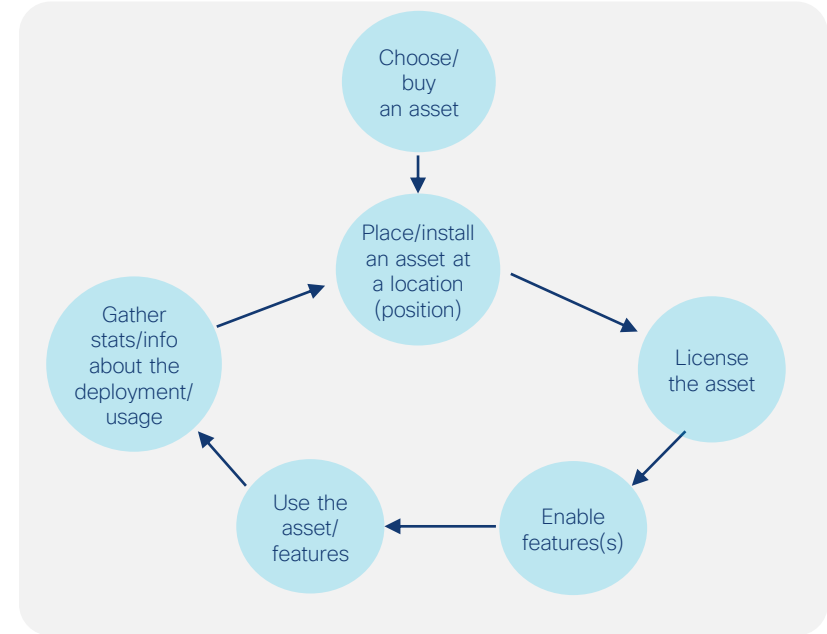 Choose/
buy
an asset
Place/install
an asset at
a location
(position)
License
the asset
Enable
features(s)
Use the
asset/
features
Gather
stats/info
about the
deployment/
usage